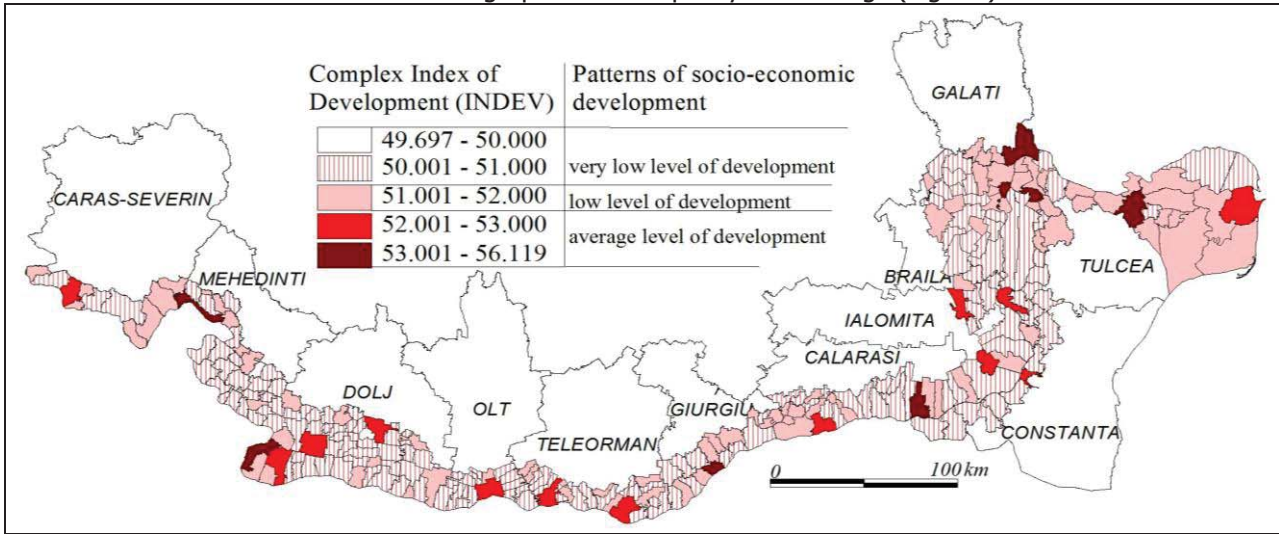 Complex Index of
Development (INDEV)
Patterns of socio-economic
development
49.697 - 50.000
50.001 - 51.000
very low level of development
51.001 - 52.000
low level of development
52.001 - 53.000
average level of development
53.001 - 56.119
GALATI
CARAS-SEVERIN
MEHEDINTI
BRAILA
TULCEA
IALOMITA
CALARASI
DOLJ
OLT
GIURGIU
TELEORMAN
CONSTANTA
0 100 km